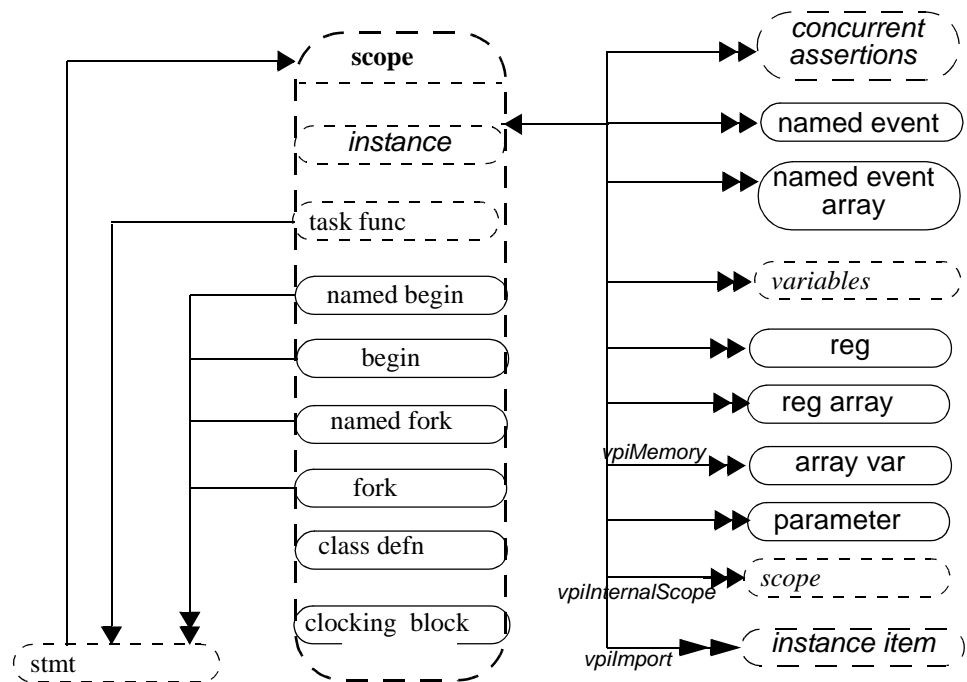 scope
instance
task func
named begin
begin
named fork
fork
class defn
clocking block
stmt
concurrent
assertions
named event
named event
array
variables
reg
reg array
vpiMemory
array var
parameter
vpiInternalScope
scope
vpiImport
instance item